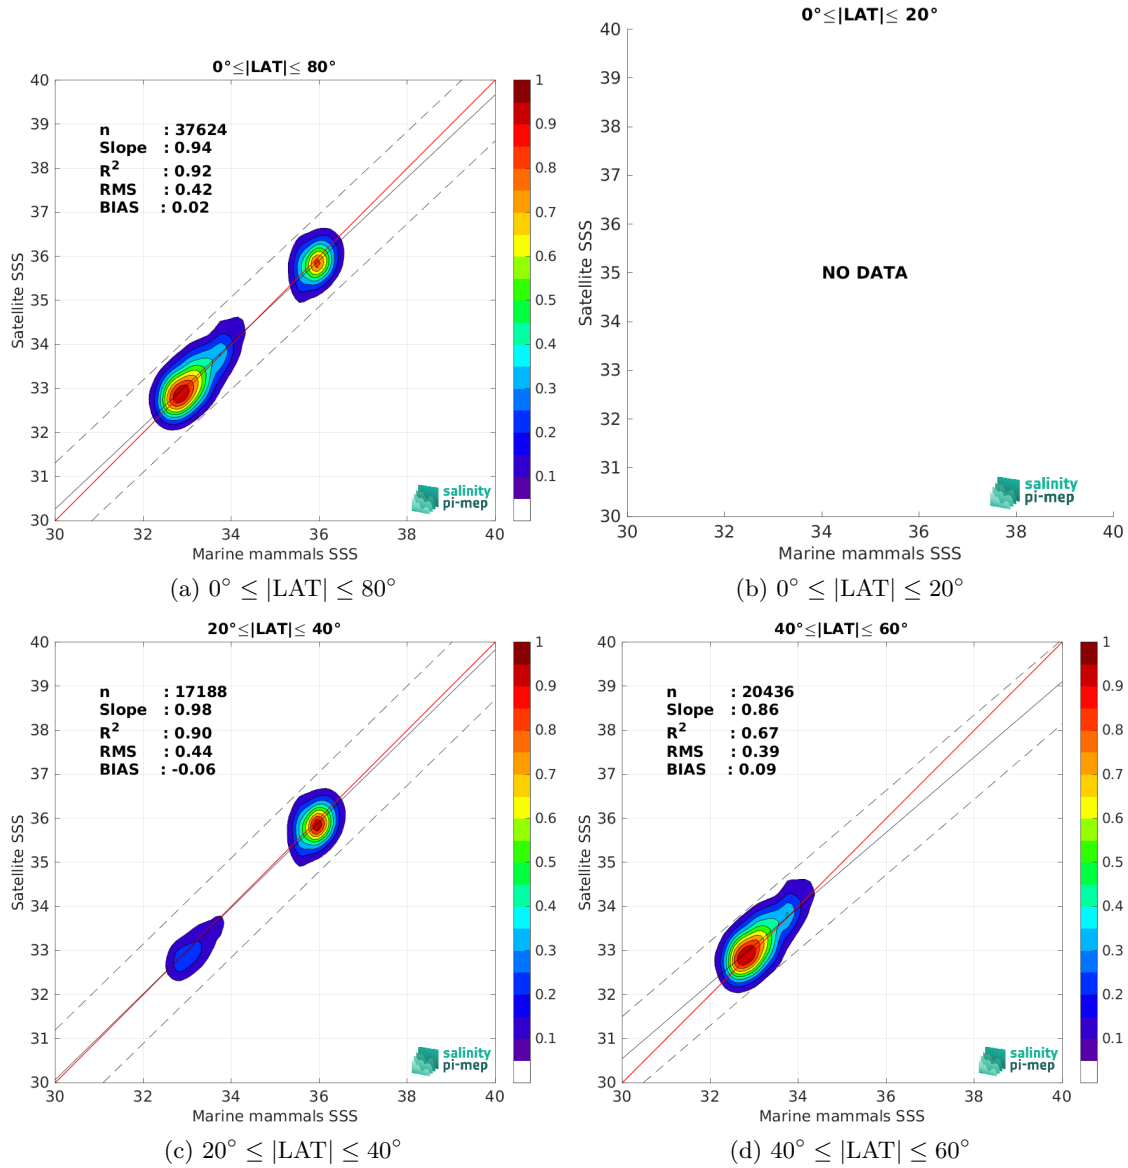 0°≤|LAT|≤ 80°
40
39
38
37
36
35
34
33
32
31
30
Satellite SSS
n : 37624
Slope : 0.94
R² : 0.92
RMS : 0.42
BIAS : 0.02
salinity
pi-mep
30 32 34 36 38 40
Marine mammals SSS
1
0.9
0.8
0.7
0.6
0.5
0.4
0.3
0.2
0.1
(a) 0° ≤ |LAT| ≤ 80°
0°≤|LAT|≤ 20°
40
39
38
37
36
35
34
33
32
31
30
Satellite SSS
NO DATA
salinity
pi-mep
30 32 34 36 38 40
Marine mammals SSS
(b) 0° ≤ |LAT| ≤ 20°
20°≤|LAT|≤ 40°
40
39
38
37
36
35
34
33
32
31
30
Satellite SSS
n : 17188
Slope : 0.98
R² : 0.90
RMS : 0.44
BIAS : -0.06
salinity
pi-mep
30 32 34 36 38 40
Marine mammals SSS
1
0.9
0.8
0.7
0.6
0.5
0.4
0.3
0.2
0.1
(c) 20° ≤ |LAT| ≤ 40°
40°≤|LAT|≤ 60°
40
39
38
37
36
35
34
33
32
31
30
Satellite SSS
n : 20436
Slope : 0.86
R² : 0.67
RMS : 0.39
BIAS : 0.09
salinity
pi-mep
30 32 34 36 38 40
Marine mammals SSS
1
0.9
0.8
0.7
0.6
0.5
0.4
0.3
0.2
0.1
(d) 40° ≤ |LAT| ≤ 60°